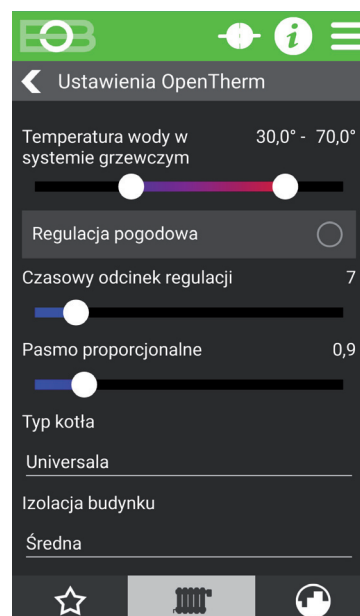 EOB
i
Ustawienia OpenTherm
Temperatura wody w 30,0° - 70,0°
systemie grzewczym
Regulacja pogodowa
Czasowy odcinek regulacji 7
Pasmo proporcjonalne 0,9
Typ kotła
Universala
Izolacja budynku
Średna